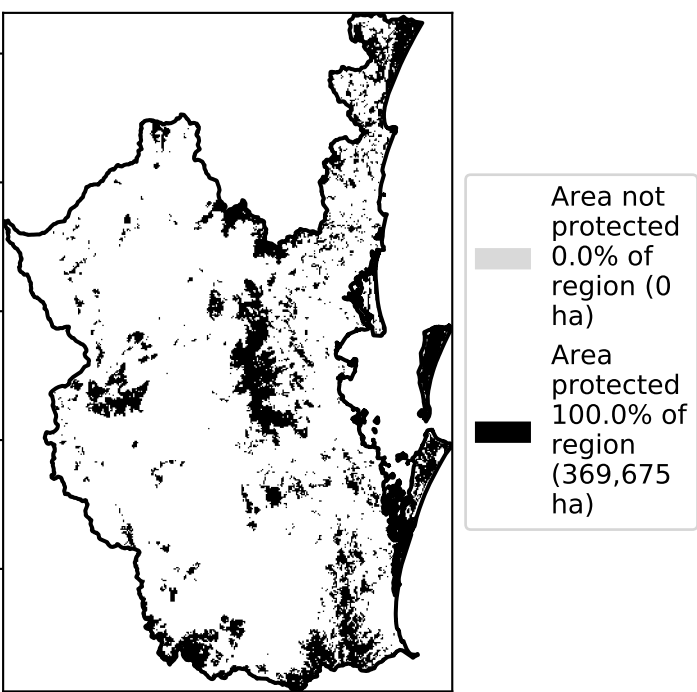 Area not
protected
0.0% of
region (0
ha)
Area
protected
100.0% of
region
(369,675
ha)